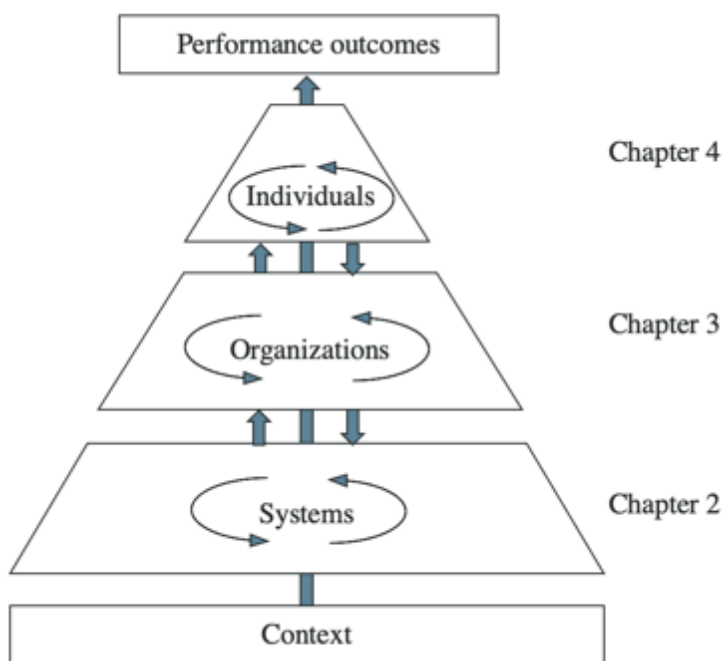 Performance outcomes
Chapter 4
Individuals
Chapter 3
Organizations
Chapter 2
Systems
Context